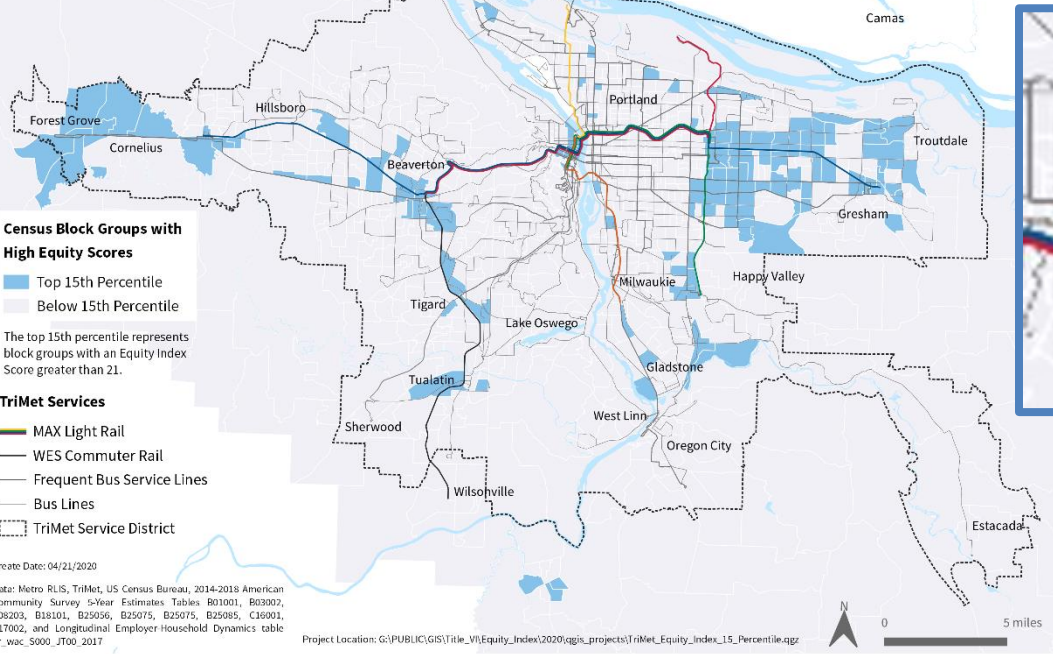 Camas
Portland
Hillsboro
Forest Grove
Cornelius
Troutdale
Beaverton
Gresham
Census Block Groups with
High Equity Scores
Top 15th Percentile
Below 15th Percentile
The top 15th percentile represents
block groups with an Equity Index
Score greater than 21.
Happy Valley
Milwaukie
Tigard
Lake Oswego
Gladstone
Tualatin
West Linn
Sherwood
Oregon City
Wilsonville
Estacada
TriMet Services
MAX Light Rail
WES Commuter Rail
Frequent Bus Service Lines
Bus Lines
TriMet Service District
reate Date: 04/21/2020
ata: Metro RLIS, TriMet, US Census Bureau, 2014-2018 American
ommunity Survey 5-Year Estimates Tables B01001, B03002,
08203, B18101, B25056, B25075, B25075, B25085, C16001,
17002, and Longitudinal Employer-Household Dynamics table
_wac_S000_JT00_2017
Project Location: G:\PUBLIC\GIS\Title_VI\Equity_Index\2020\qgis_projects\TriMet_Equity_Index_15_Percentile.qgz
N
0 5 miles